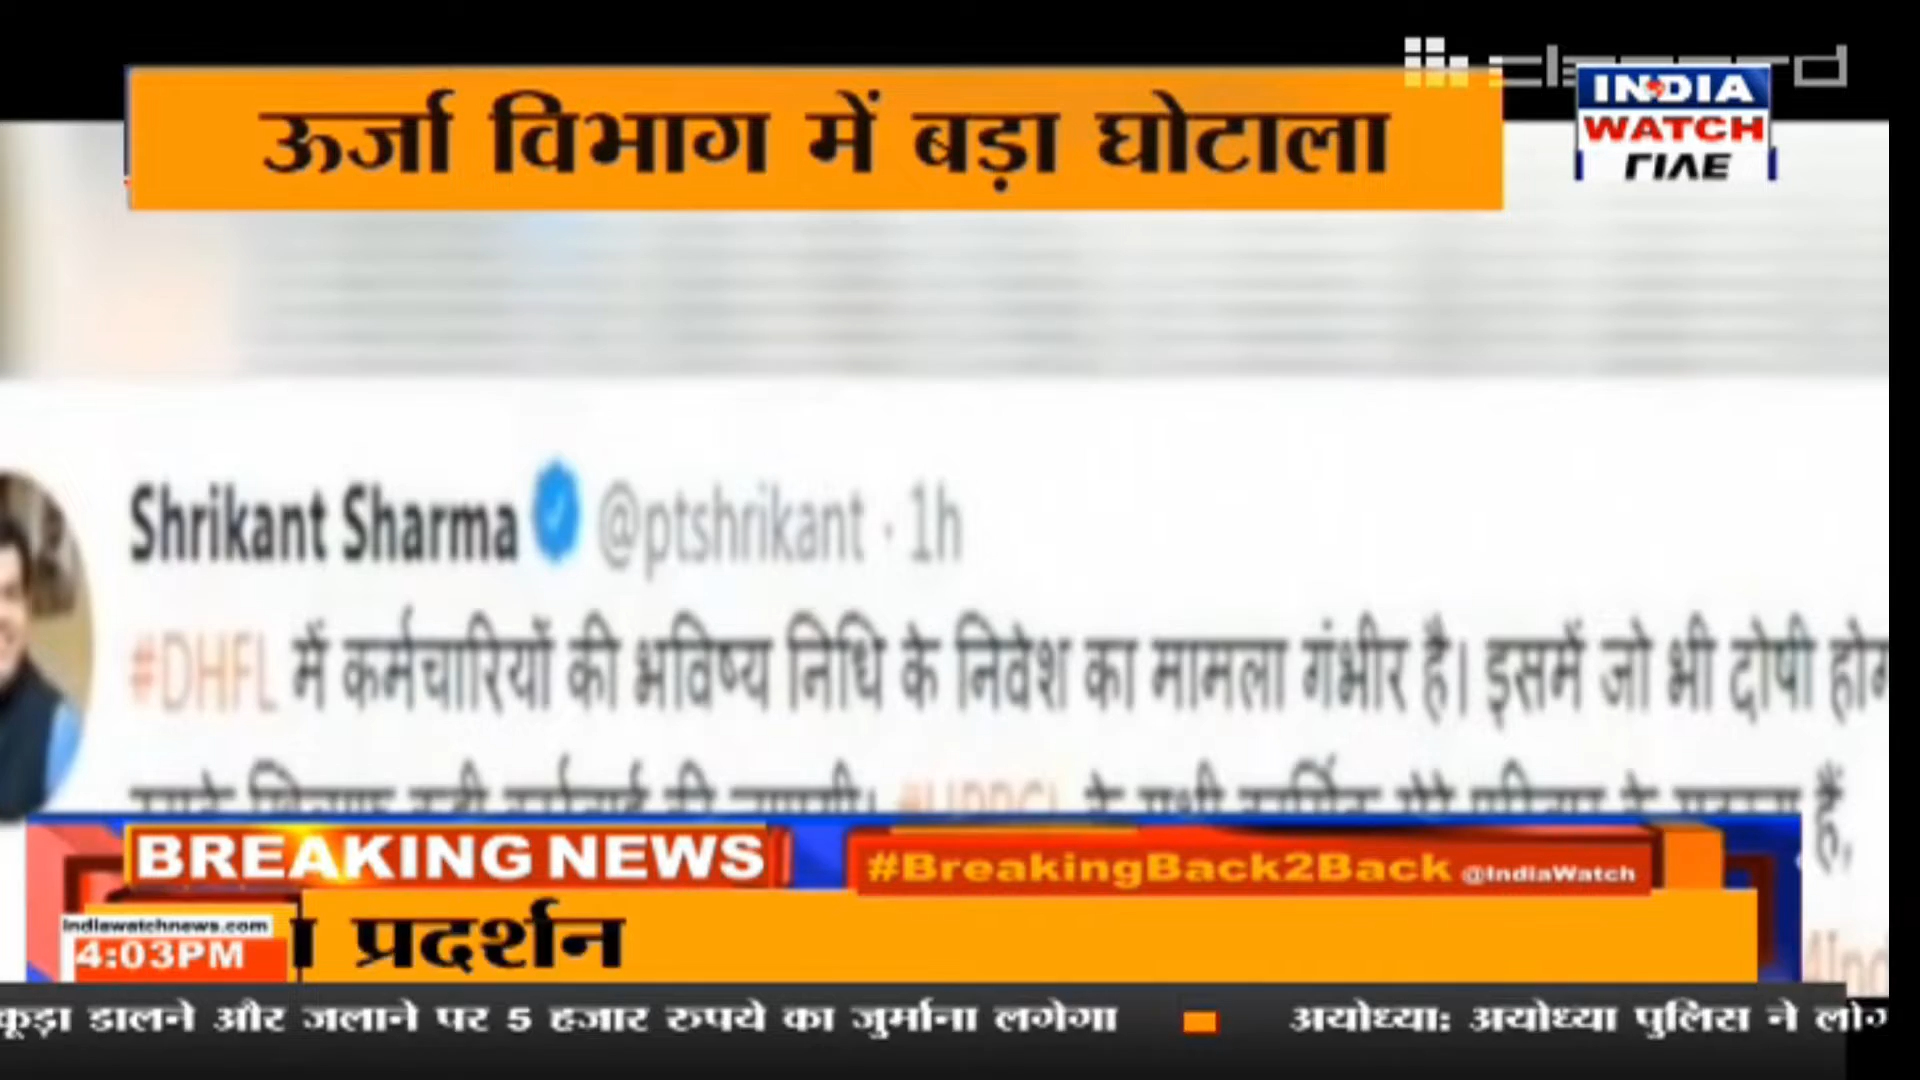 ऊर्जा विभाग में बड़ा घोटाला
INDIA
WATCH
LIVE
Shrikant Sharma @ptshrikant · 1h
#DHFL में कर्मचारियों की भविष्य निधि के निवेश का मामला गंभीर है। इसमें जो भी दोषी
हैं,
BREAKING NEWS
#BreakingBack2Back @IndiaWatch
indiawatchnews.com
4:03PM
प्रदर्शन
कूड़ा डालने और जलाने पर 5 हजार रुपये का जुर्माना लगेगा
अयोध्या: अयोध्या पुलिस ने